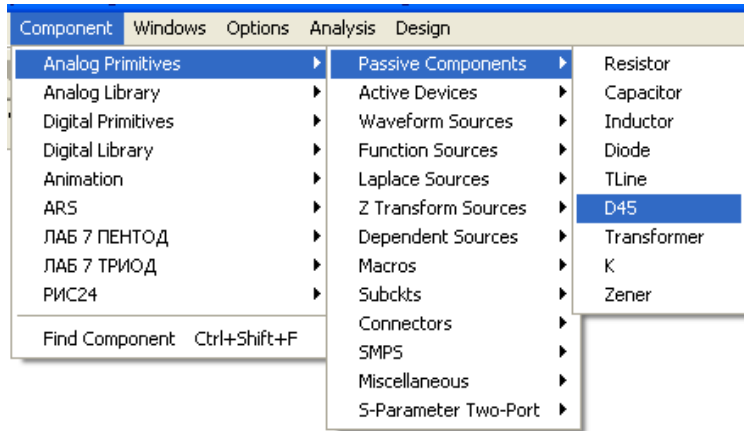 Component Windows Options Analysis Design
Analog Primitives
Analog Library
Digital Primitives
Digital Library
Animation
ARS
ЛАБ 7 ПЕНТОД
ЛАБ 7 ТРИОД
РИС24
Find Component Ctrl+Shift+F
Passive Components
Active Devices
Waveform Sources
Function Sources
Laplace Sources
Z Transform Sources
Dependent Sources
Macros
Subckts
Connectors
SMPS
Miscellaneous
S-Parameter Two-Port
Resistor
Capacitor
Inductor
Diode
TLine
D45
Transformer
K
Zener